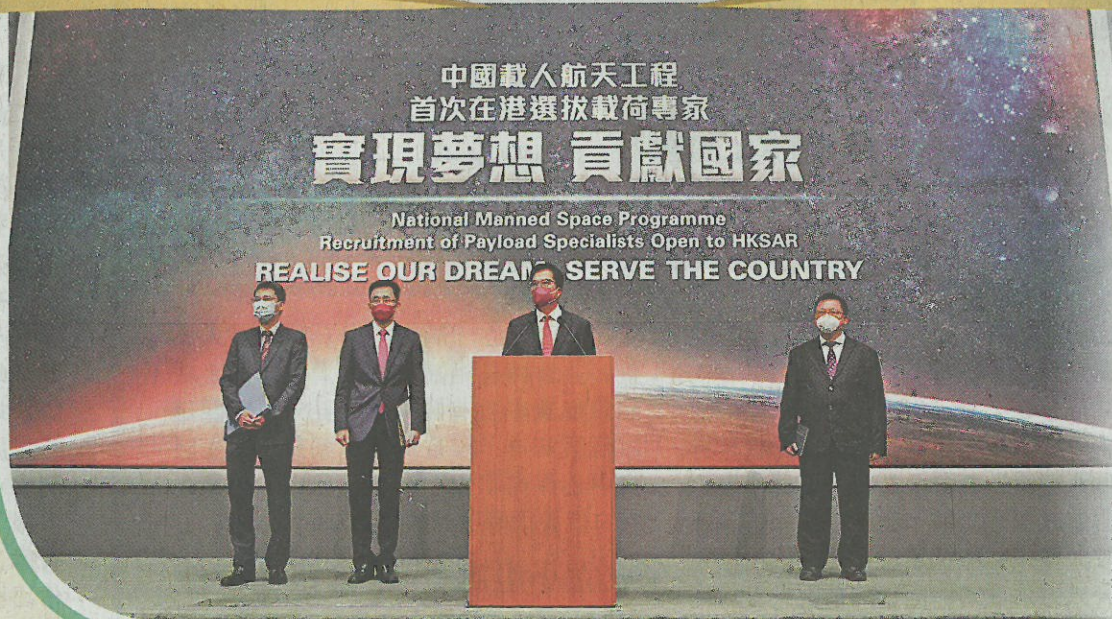 中國載人航天工程
首次在港選拔載荷專家
實現夢想 貢獻國家
National Manned Space Programme
Recruitment of Payload Specialists Open to HKSAR
REALISE OUR DREAM SERVE THE COUNTRY